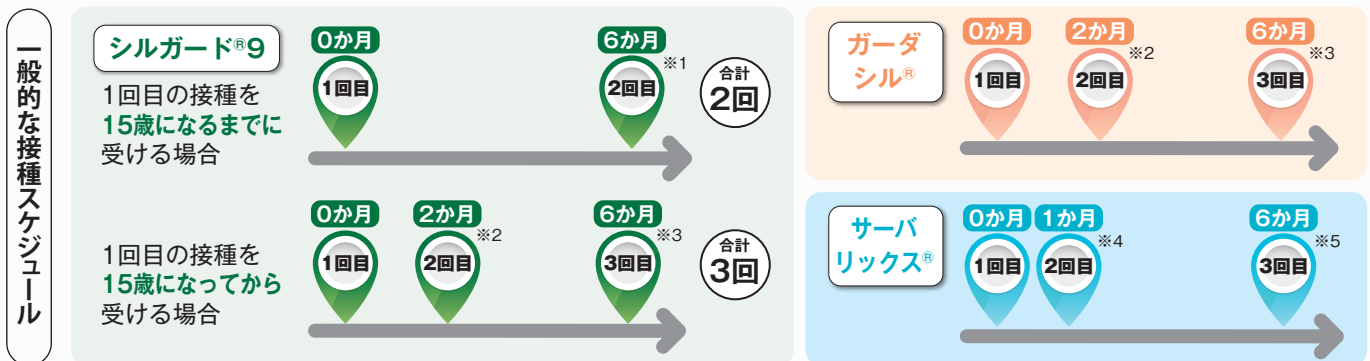 一般的な接種スケジュール
シルガード®9
1回目の接種を
15歳になるまでに
受ける場合
0か月
1回目
6か月
※1
2回目
合計
2回
1回目の接種を
15歳になってから
受ける場合
0か月
1回目
2か月
※2
2回目
6か月
※3
3回目
合計
3回
ガーダ
シル®
0か月
1回目
2か月
※2
2回目
6か月
※3
3回目
サーバ
リックス®
0か月
1回目
1か月
※4
2回目
6か月
※5
3回目